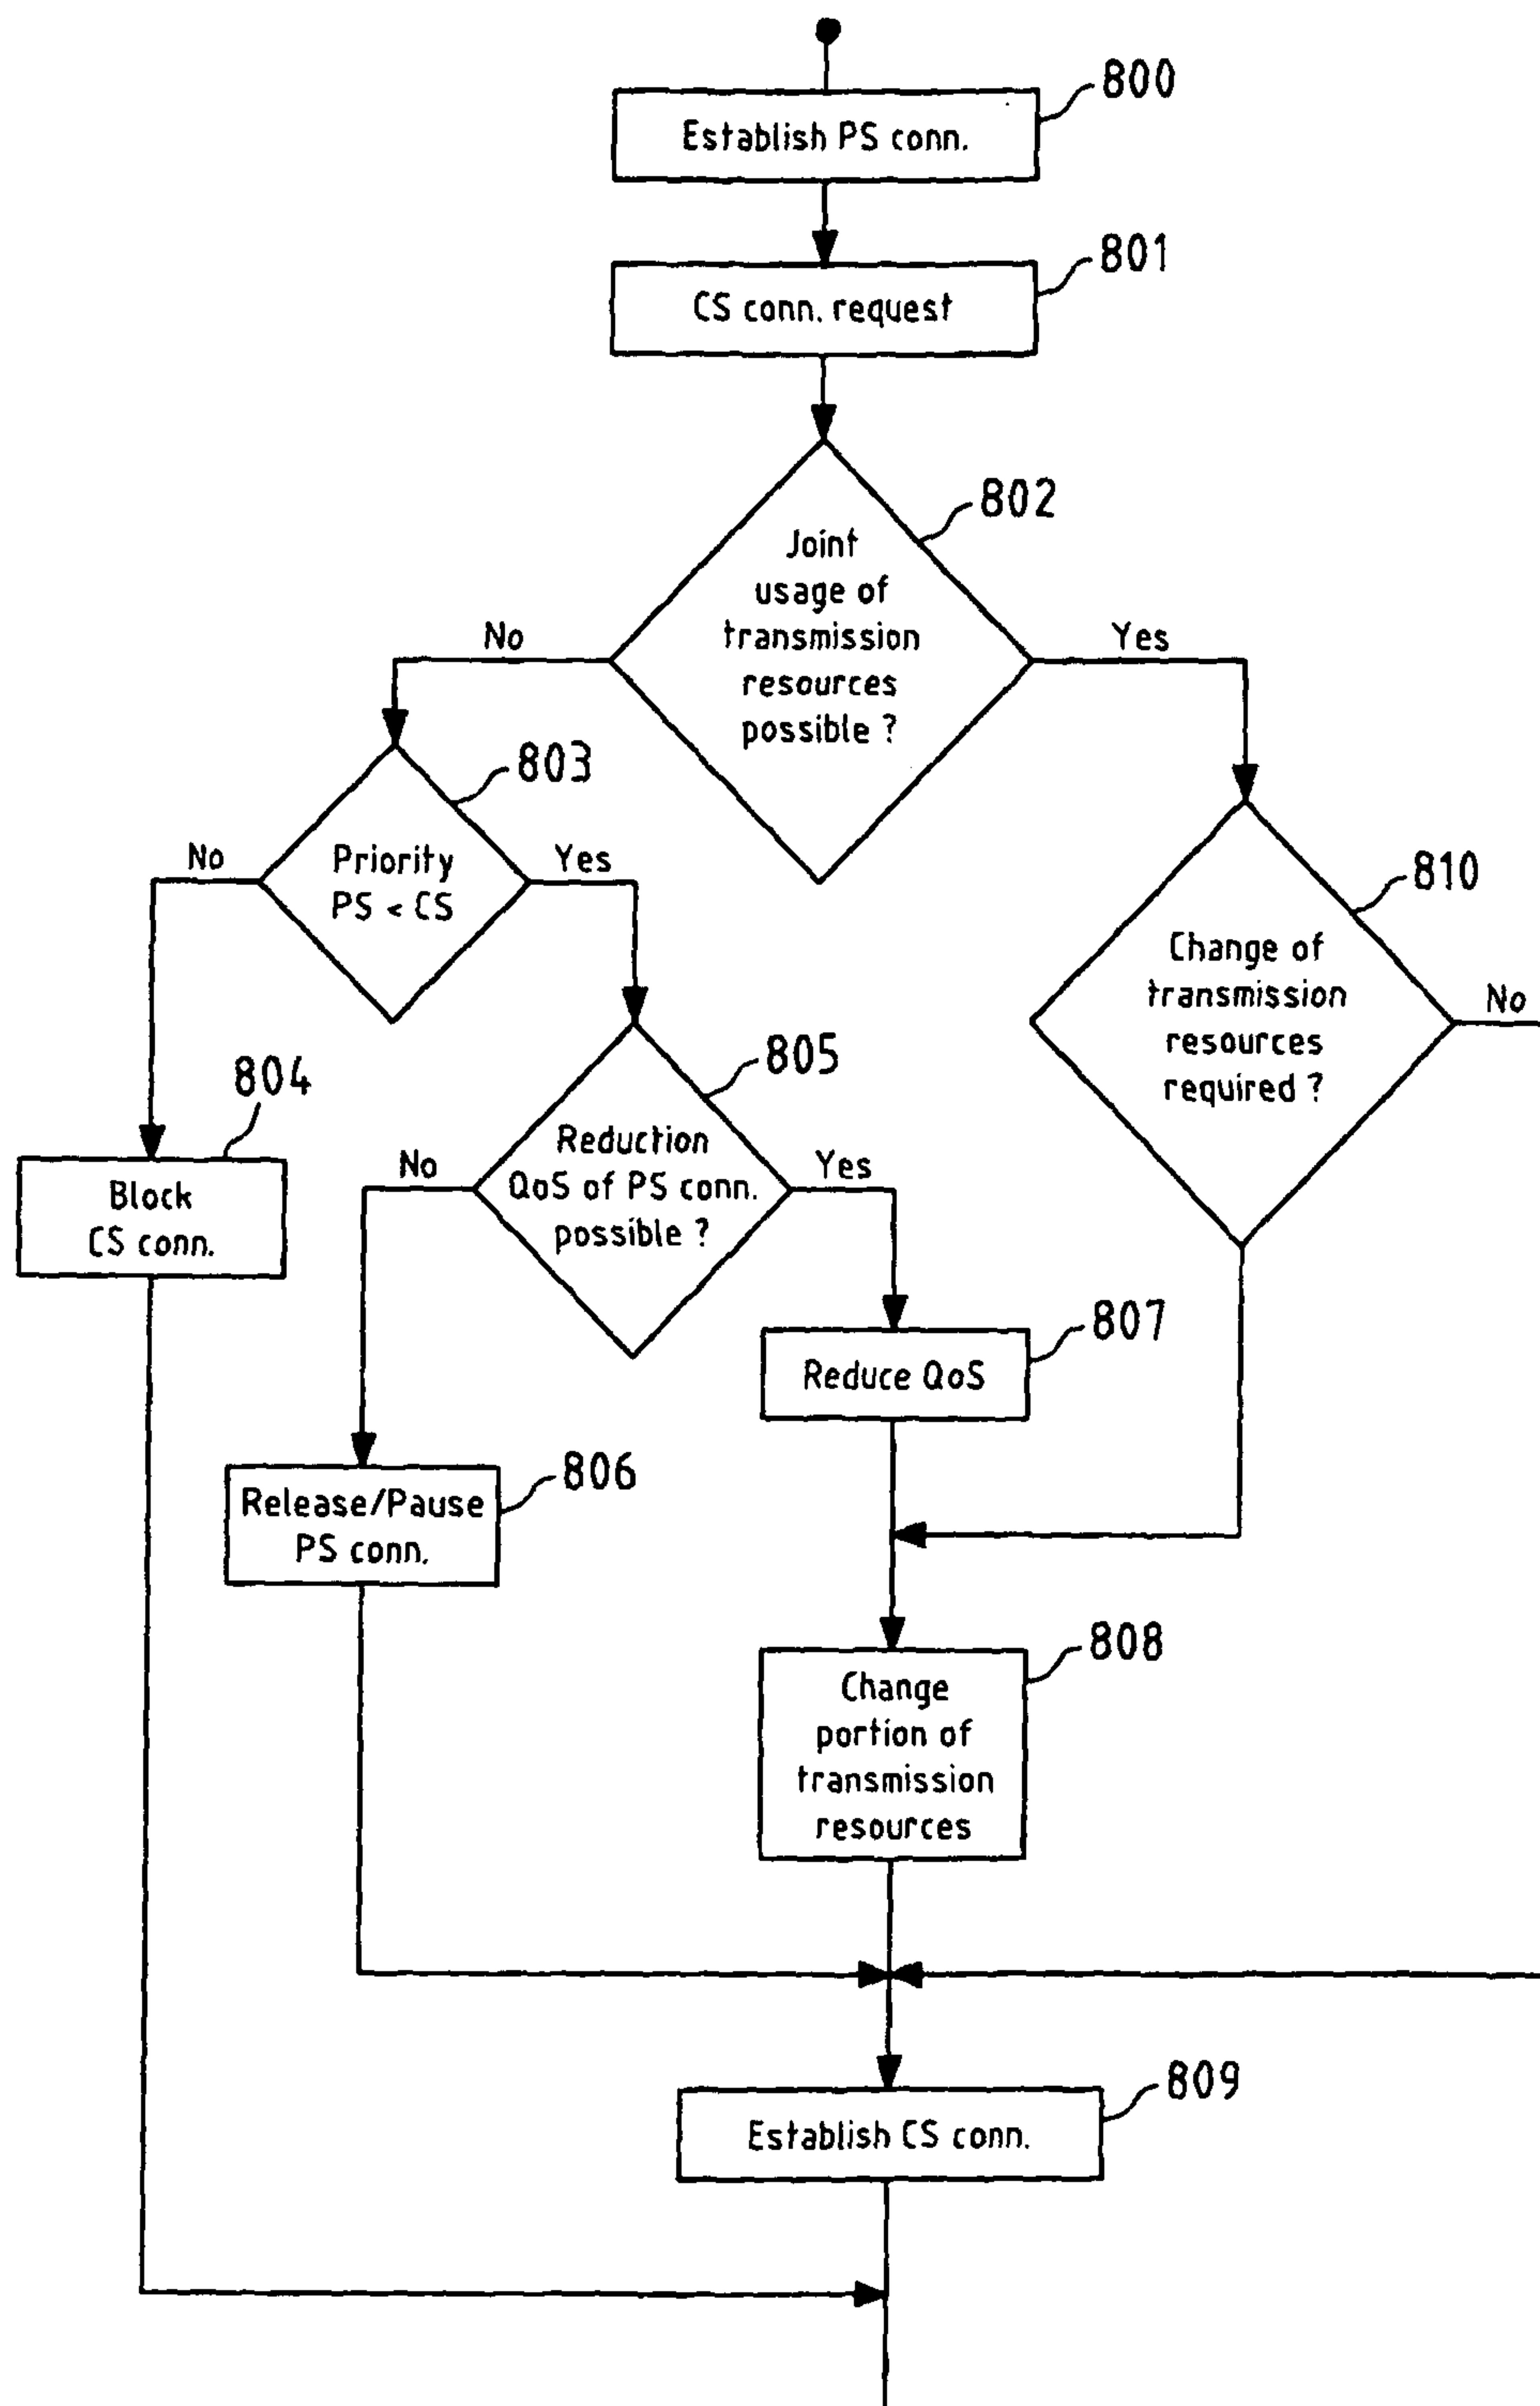 800
Establish PS conn.
801
CS conn. request
802
Joint
usage of
transmission
resources
possible ?
No
Yes
803
Priority
PS < CS
No
Yes
810
Change of
transmission
resources
required ?
No
804
Block
CS conn.
805
Reduction
QoS of PS conn.
possible ?
No
Yes
807
Reduce QoS
806
Release/Pause
PS conn.
808
Change
portion of
transmission
resources
809
Establish CS conn.